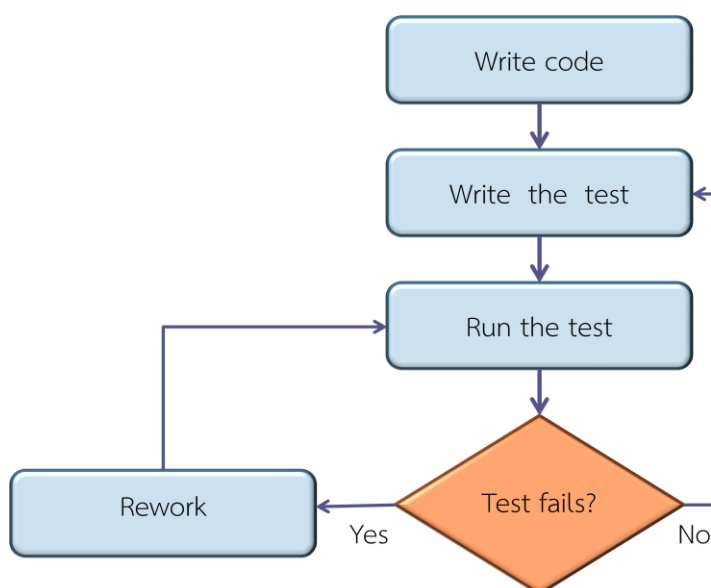 Write code
Write the test
Run the test
Test fails?
Rework
Yes
No